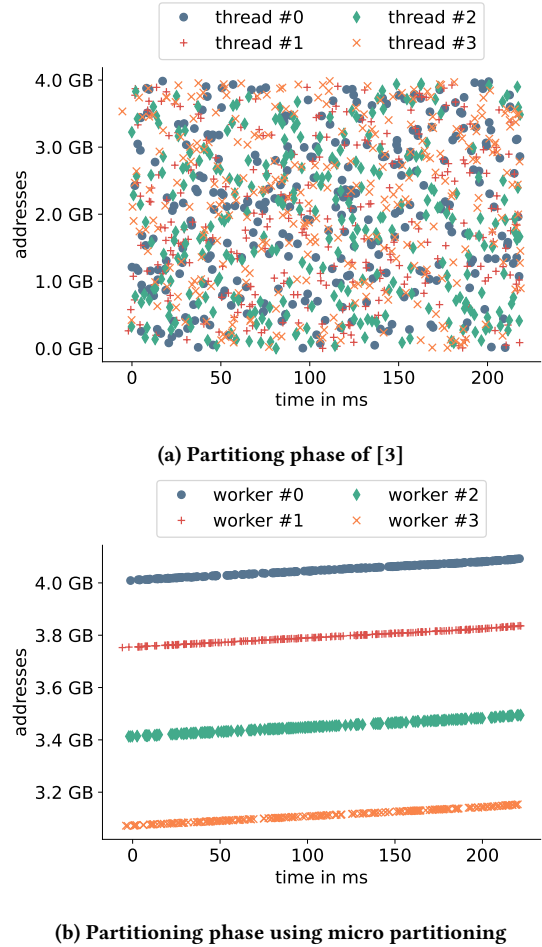 thread #0 thread #2
thread #1 thread #3
4.0 GB
3.0 GB
2.0 GB
1.0 GB
0.0 GB
addresses
0 50 100 150 200
time in ms
(a) Partitiong phase of [3]
worker #0 worker #2
worker #1 worker #3
4.0 GB
3.8 GB
3.6 GB
3.4 GB
3.2 GB
addresses
0 50 100 150 200
time in ms
(b) Partitioning phase using micro partitioning